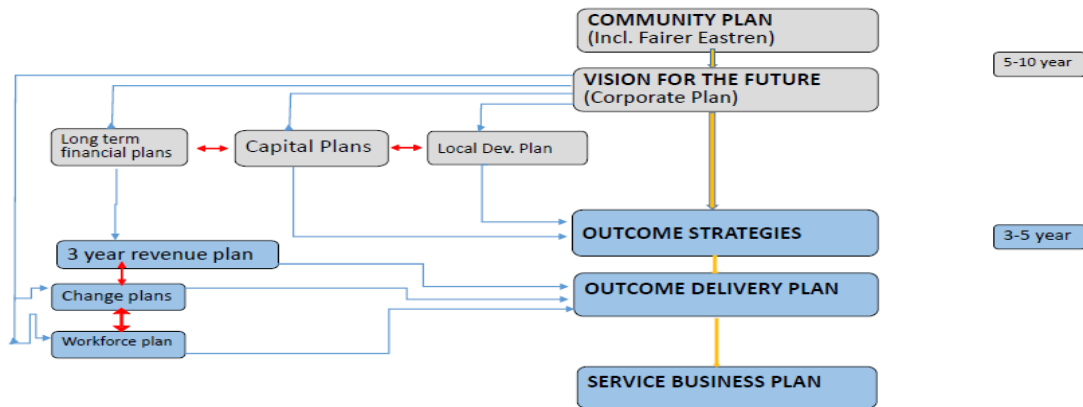 COMMUNITY PLAN
(Incl. Fairer Eastren)
5-10 year
VISION FOR THE FUTURE
(Corporate Plan)
Long term
financial plans
Capital Plans
Local Dev. Plan
OUTCOME STRATEGIES
3-5 year
3 year revenue plan
OUTCOME DELIVERY PLAN
Change plans
Workforce plan
SERVICE BUSINESS PLAN